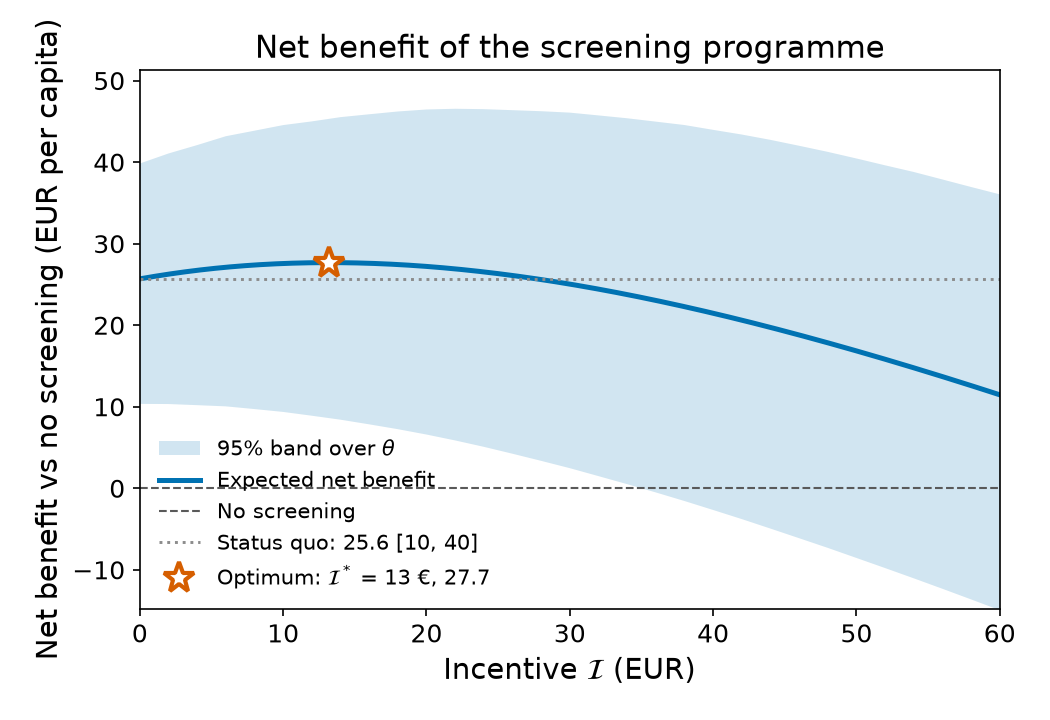 Net benefit of the screening programme
Net benefit vs no screening (EUR per capita)
50
40
30
20
10
0
−10
95% band over θ
Expected net benefit
No screening
Status quo: 25.6 [10, 40]
Optimum: 𝓘* = 13 €, 27.7
0 10 20 30 40 50 60
Incentive 𝓘 (EUR)